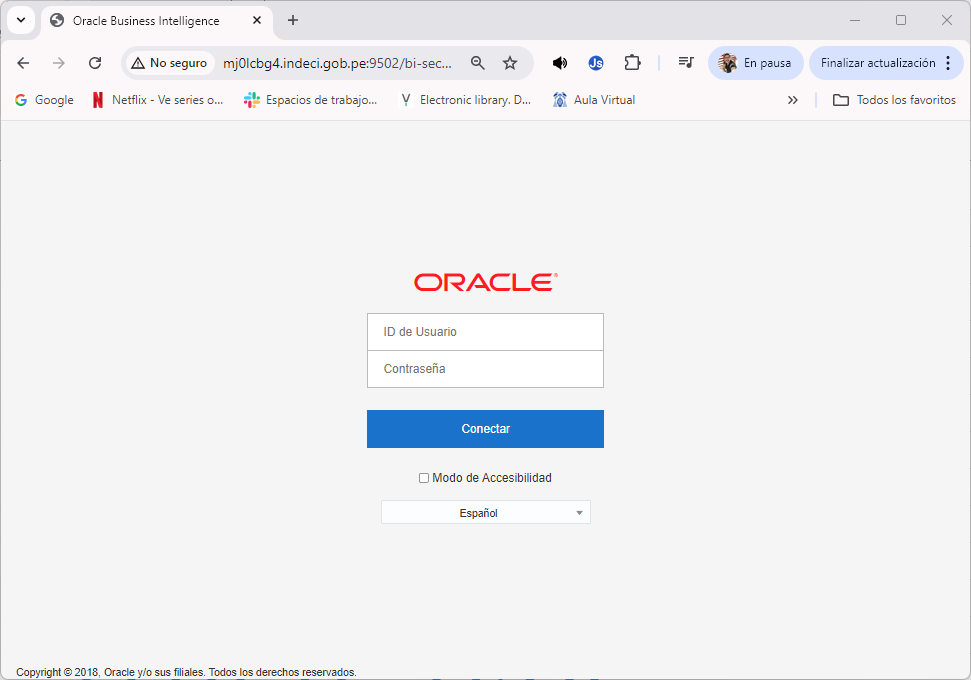 Oracle Business Intelligence
No seguro
mj0lcbg4.indeci.gob.pe:9502/bi-sec...
Js
En pausa
Finalizar actualización
Google
Netflix - Ve series o...
Espacios de trabajo...
Electronic library. D...
Aula Virtual
Todos los favoritos
ORACLE®
ID de Usuario
Contraseña
Conectar
Modo de Accesibilidad
Español
Copyright © 2018, Oracle y/o sus filiales. Todos los derechos reservados.